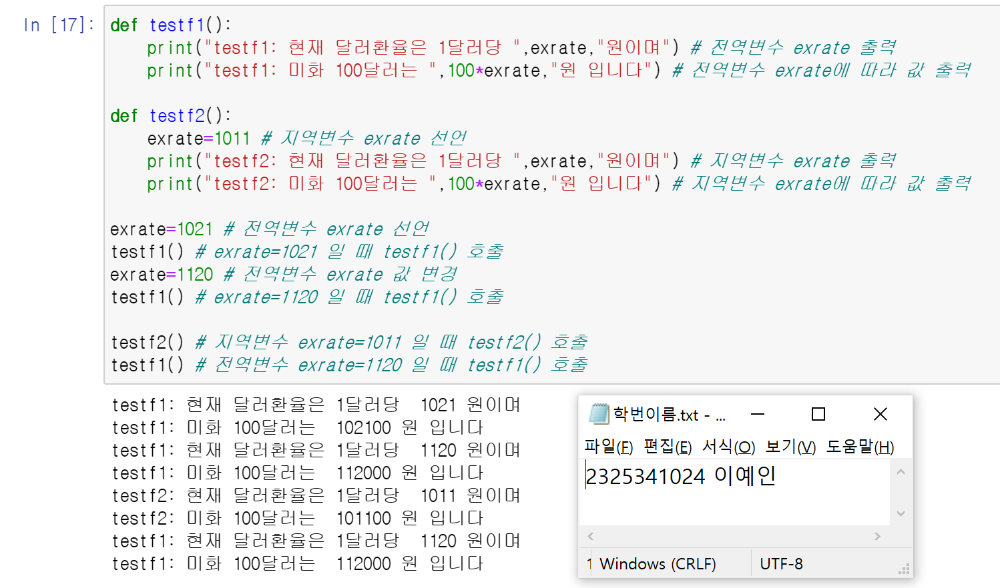 In [17]:
def testf1():
    print("testf1: 현재 달러환율은 1달러당 ",exrate,"원이며") # 전역변수 exrate 출력
    print("testf1: 미화 100달러는 ",100*exrate,"원 입니다") # 전역변수 exrate에 따라 값 출력

def testf2():
    exrate=1011 # 지역변수 exrate 선언
    print("testf2: 현재 달러환율은 1달러당 ",exrate,"원이며") # 지역변수 exrate 출력
    print("testf2: 미화 100달러는 ",100*exrate,"원 입니다") # 지역변수 exrate에 따라 값 출력

exrate=1021 # 전역변수 exrate 선언
testf1() # exrate=1021 일 때 testf1() 호출
exrate=1120 # 전역변수 exrate 값 변경
testf1() # exrate=1120 일 때 testf1() 호출

testf2() # 지역변수 exrate=1011 일 때 testf2() 호출
testf1() # 전역변수 exrate=1120 일 때 testf1() 호출
testf1: 현재 달러환율은 1달러당  1021 원이며
testf1: 미화 100달러는  102100 원 입니다
testf1: 현재 달러환율은 1달러당  1120 원이며
testf1: 미화 100달러는  112000 원 입니다
testf2: 현재 달러환율은 1달러당  1011 원이며
testf2: 미화 100달러는  101100 원 입니다
testf1: 현재 달러환율은 1달러당  1120 원이며
testf1: 미화 100달러는  112000 원 입니다
학번이름.txt - ...
파일(F) 편집(E) 서식(O) 보기(V) 도움말(H)
2325341024 이예인
1 Windows (CRLF) UTF-8